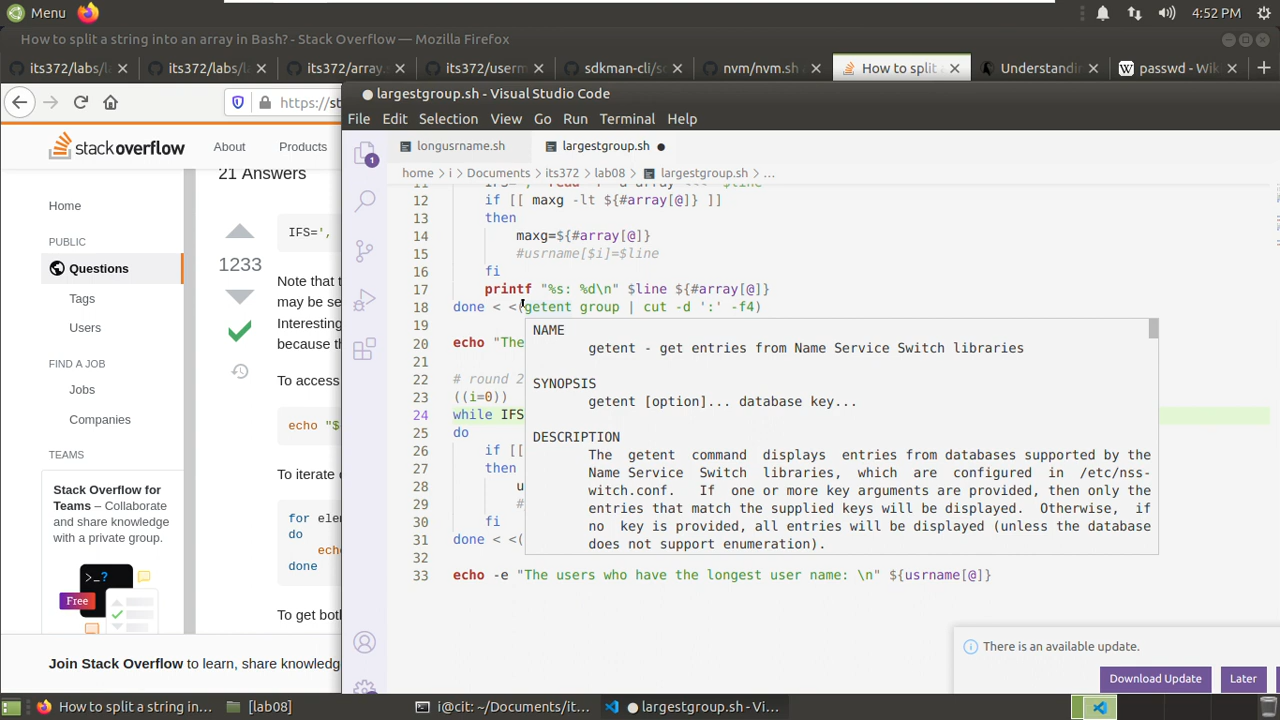 Menu
4:52 PM
How to split a string into an array in Bash? - Stack Overflow — Mozilla Firefox
its372/labs/la
its372/labs/la
its372/array.s
its372/userm
sdkman-cli/sc
nvm/nvm.sh a
How to split a
Understandin
passwd - Wik
https://st
largestgroup.sh - Visual Studio Code
File Edit Selection View Go Run Terminal Help
stackoverflow
About
Products
21 Answers
Home
PUBLIC
Questions
Tags
Users
FIND A JOB
Jobs
Companies
TEAMS
Stack Overflow for
Teams – Collaborate
and share knowledge
with a private group.
>_?
Free
1233
IFS=',
Note that t
may be se
Interesting
because th
To access
echo "$
To iterate o
for elem
do
echo
done
To get both
Join Stack Overflow to learn, share knowledg
1
longusrname.sh
largestgroup.sh
home › i › Documents › its372 › lab08 › largestgroup.sh › ...
11 IFS=',' read -r -a array <<< "$line"
12 if [[ maxg -lt ${#array[@]} ]]
13 then
14 maxg=${#array[@]}
15 #usrname[$i]=$line
16 fi
17 printf "%s: %d\n" $line ${#array[@]}
18 done < <(getent group | cut -d ':' -f4)
19
20 echo "The
21
22 # round 2
23 ((i=0))
24 while IFS
25 do
26 if [[
27 then
28 u
29 #
30 fi
31 done < <(
32
33 echo -e "The users who have the longest user name: \n" ${usrname[@]}
NAME
getent - get entries from Name Service Switch libraries
SYNOPSIS
getent [option]... database key...
DESCRIPTION
The getent command displays entries from databases supported by the
Name Service Switch libraries, which are configured in /etc/nss-
witch.conf. If one or more key arguments are provided, then only the
entries that match the supplied keys will be displayed. Otherwise, if
no key is provided, all entries will be displayed (unless the database
does not support enumeration).
There is an available update.
Download Update
Later
How to split a string in...
[lab08]
i@cit: ~/Documents/it...
largestgroup.sh - Vi...